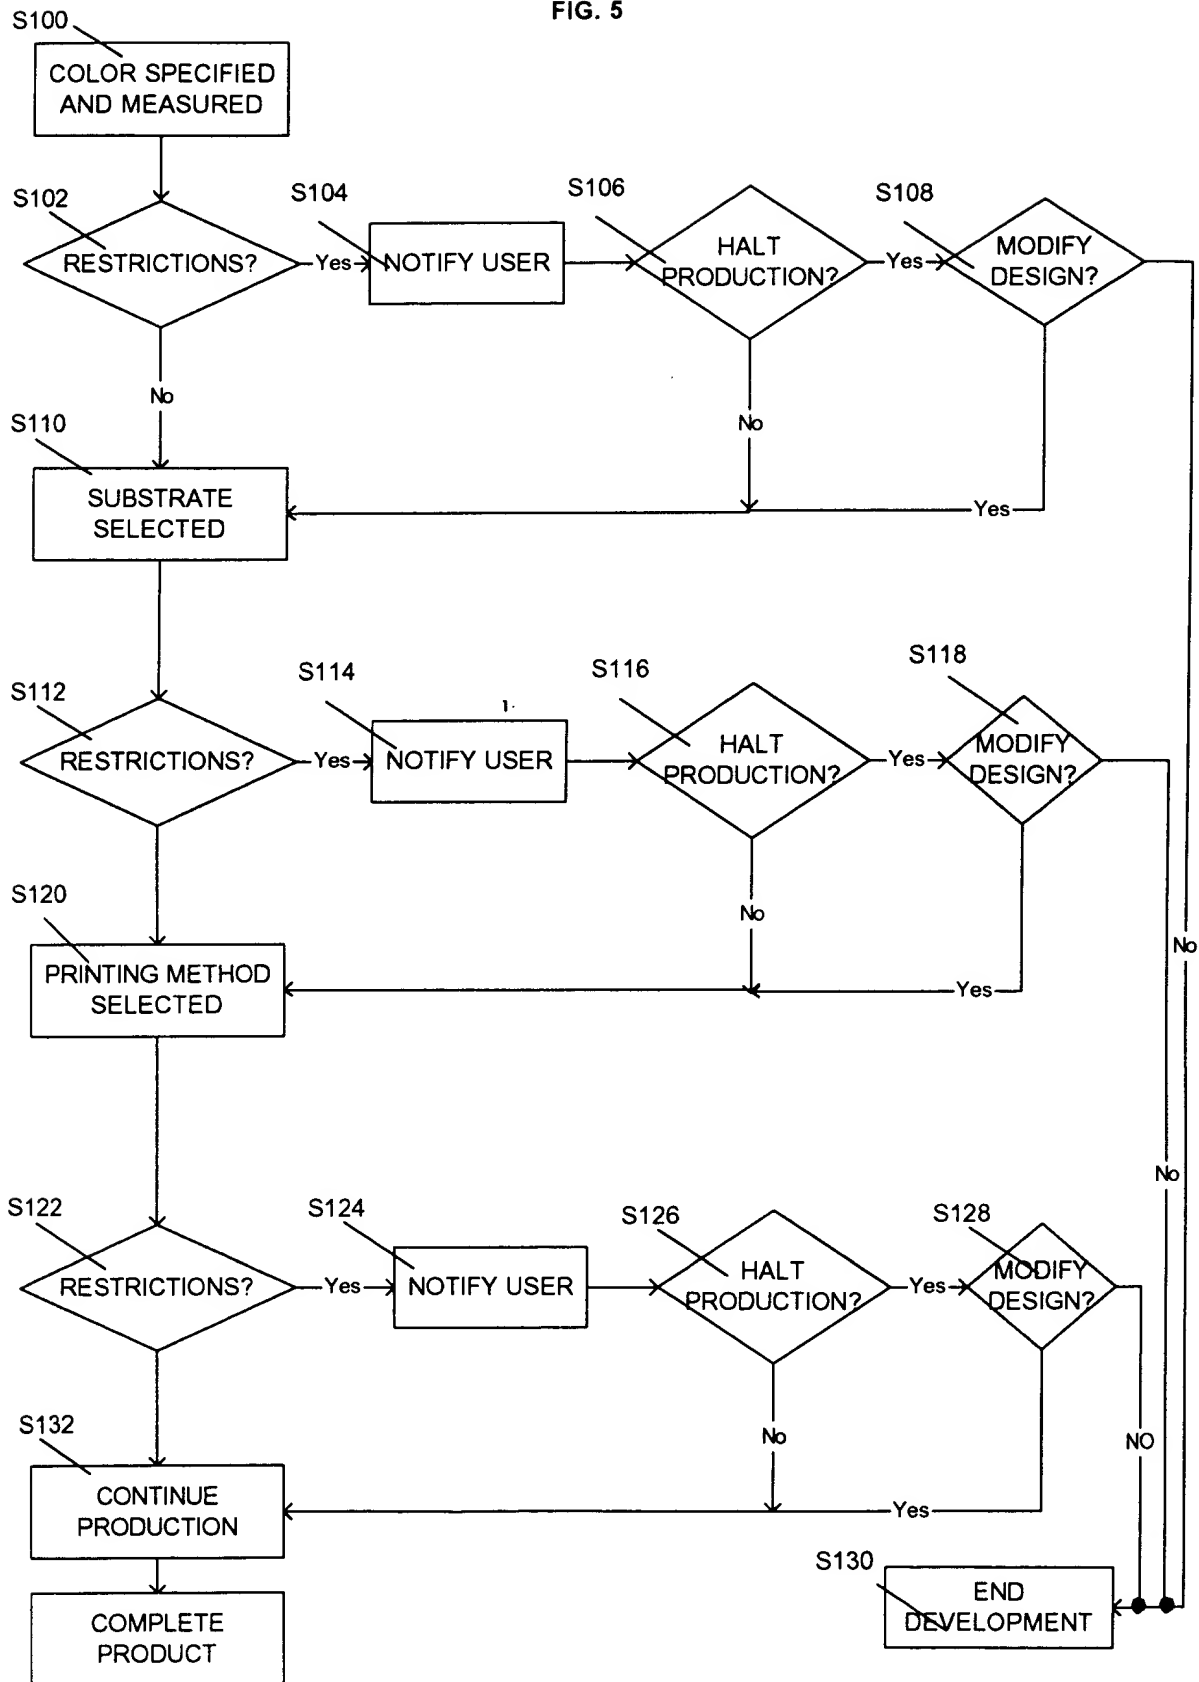 FIG. 5
S100
COLOR SPECIFIED
AND MEASURED
S102
RESTRICTIONS?
Yes
S104
NOTIFY USER
S106
HALT
PRODUCTION?
Yes
S108
MODIFY
DESIGN?
No
No
Yes
No
S110
SUBSTRATE
SELECTED
S112
RESTRICTIONS?
Yes
S114
NOTIFY USER
S116
HALT
PRODUCTION?
Yes
S118
MODIFY
DESIGN?
No
Yes
No
S120
PRINTING METHOD
SELECTED
S122
RESTRICTIONS?
Yes
S124
NOTIFY USER
S126
HALT
PRODUCTION?
Yes
S128
MODIFY
DESIGN?
No
Yes
NO
S132
CONTINUE
PRODUCTION
S130
END
DEVELOPMENT
COMPLETE
PRODUCT